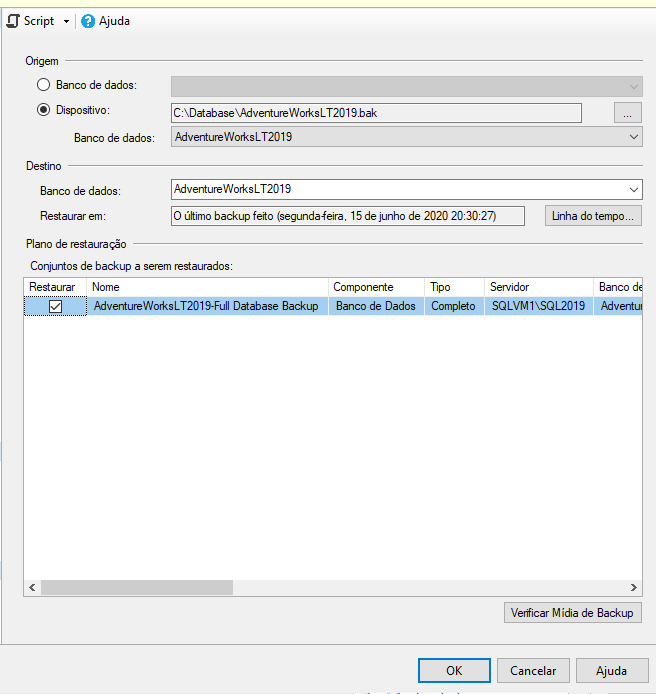 Script Ajuda
Origem
Banco de dados:
Dispositivo: C:\Database\AdventureWorksLT2019.bak ...
Banco de dados: AdventureWorksLT2019
Destino
Banco de dados: AdventureWorksLT2019
Restaurar em: O último backup feito (segunda-feira, 15 de junho de 2020 20:30:27) Linha do tempo...
Plano de restauração
Conjuntos de backup a serem restaurados:
Restaurar Nome Componente Tipo Servidor Banco de
AdventureWorksLT2019-Full Database Backup Banco de Dados Completo SQLVM1\SQL2019 Adventur
Verificar Mídia de Backup
OK Cancelar Ajuda